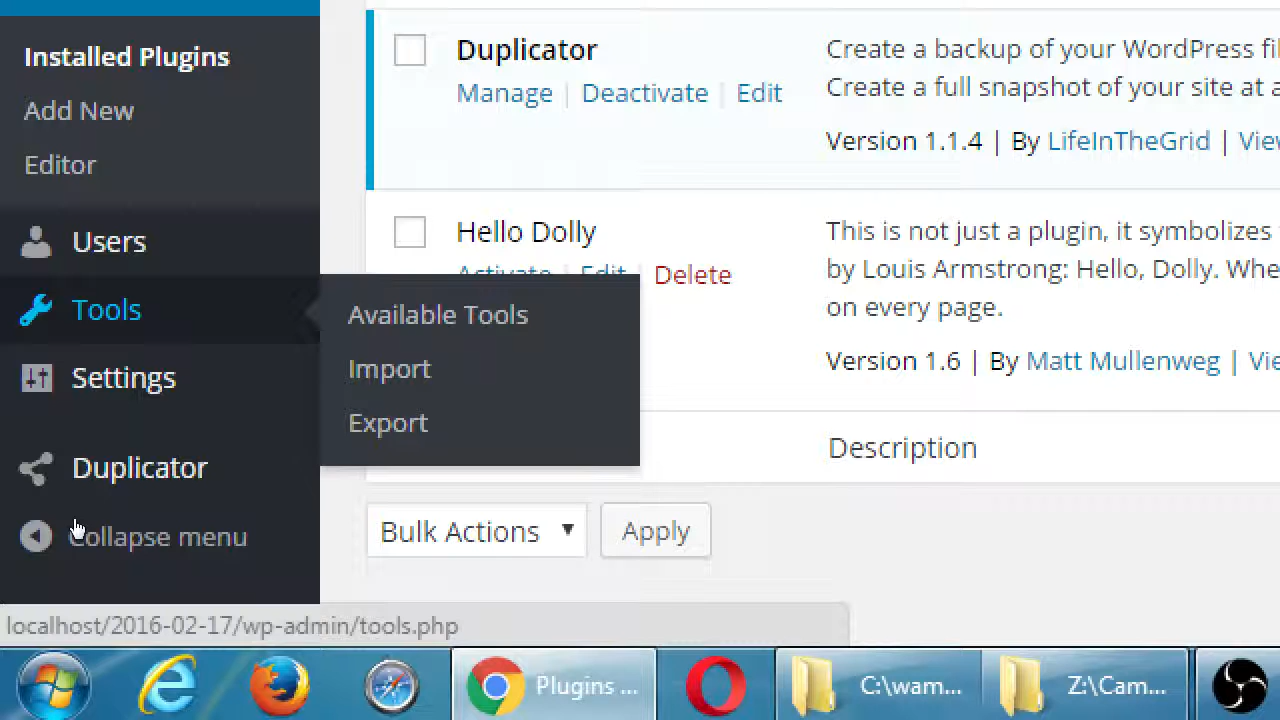 Installed Plugins
Add New
Editor
Users
Tools
Settings
Duplicator
Collapse menu
Available Tools
Import
Export
Duplicator
Manage | Deactivate | Edit
Create a backup of your WordPress fil
Create a full snapshot of your site at a
Version 1.1.4 | By LifeInTheGrid | View
Hello Dolly
Activate | Edit | Delete
This is not just a plugin, it symbolizes
by Louis Armstrong: Hello, Dolly. Whe
on every page.
Version 1.6 | By Matt Mullenweg | Vie
Description
Bulk Actions
Apply
localhost/2016-02-17/wp-admin/tools.php
Plugins ...
C:\wam...
Z:\Cam...